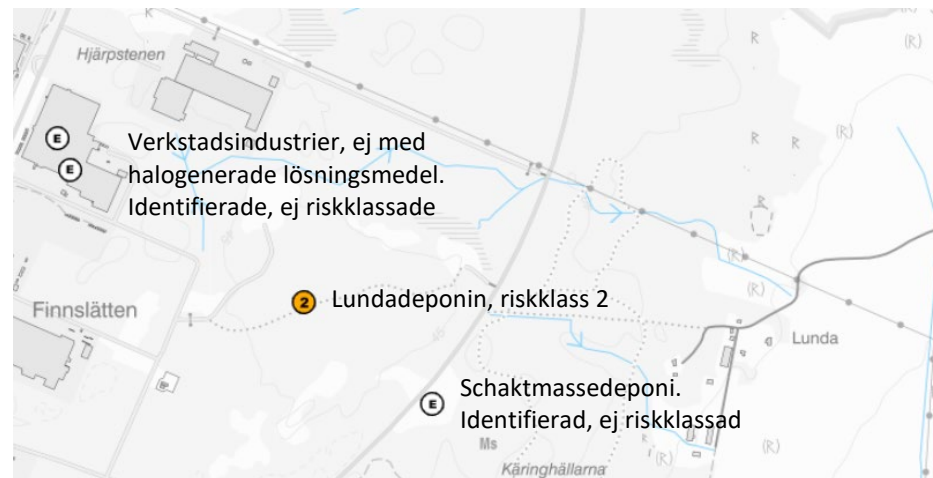 Hjärpstenen
(R)
R
(R)
E
E
Verkstadsindustrier, ej med
halogenerade lösningsmedel.
Identifierade, ej riskklassade
R
R
(R)
R
(R)
(R)
Finnslätten
2
Lundadeponin, riskklass 2
Lunda
E
Schaktmassedeponi.
Identifierad, ej riskklassad
Ms
(R)
(R)
Käringhällarna